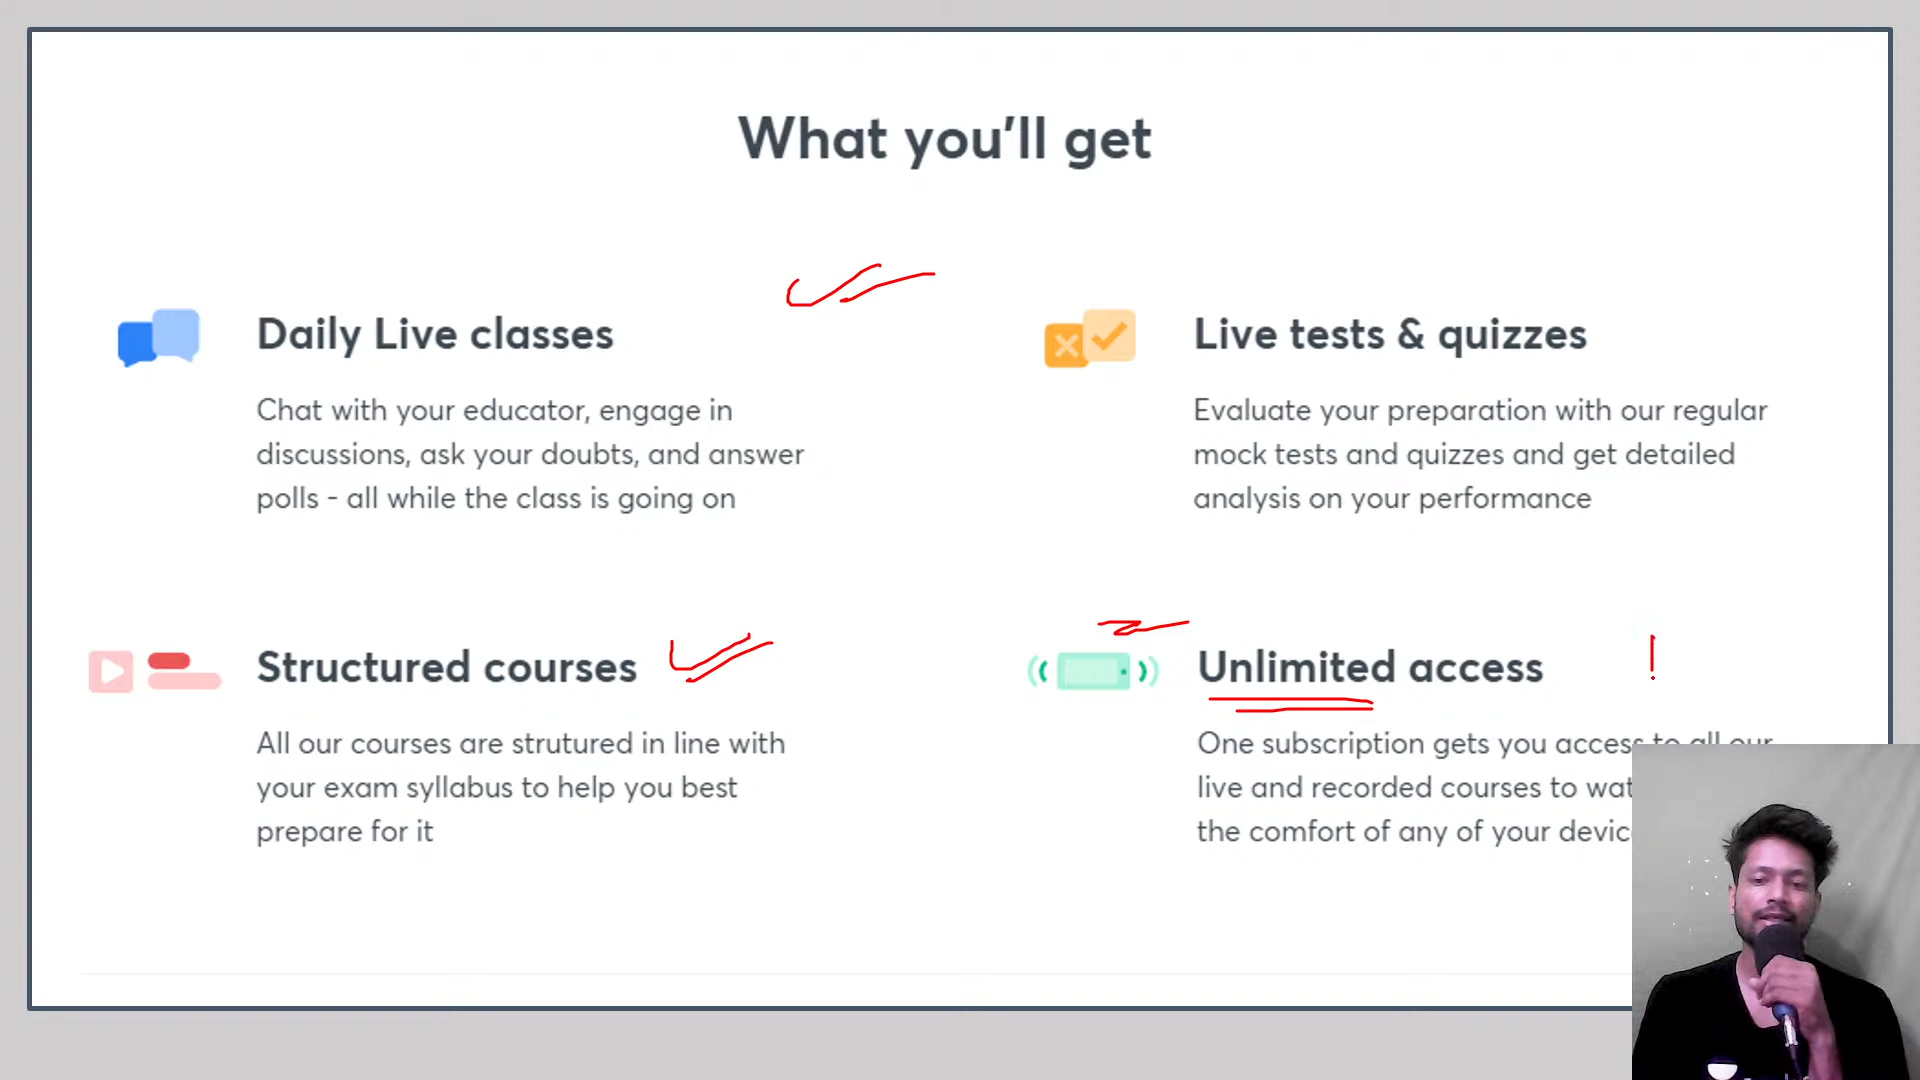 What you'll get
Daily Live classes
Chat with your educator, engage in
discussions, ask your doubts, and answer
polls - all while the class is going on
Live tests & quizzes
Evaluate your preparation with our regular
mock tests and quizzes and get detailed
analysis on your performance
Structured courses
All our courses are strutured in line with
your exam syllabus to help you best
prepare for it
Unlimited access
One subscription gets you access to all our
live and recorded courses to
the comfort of any of your